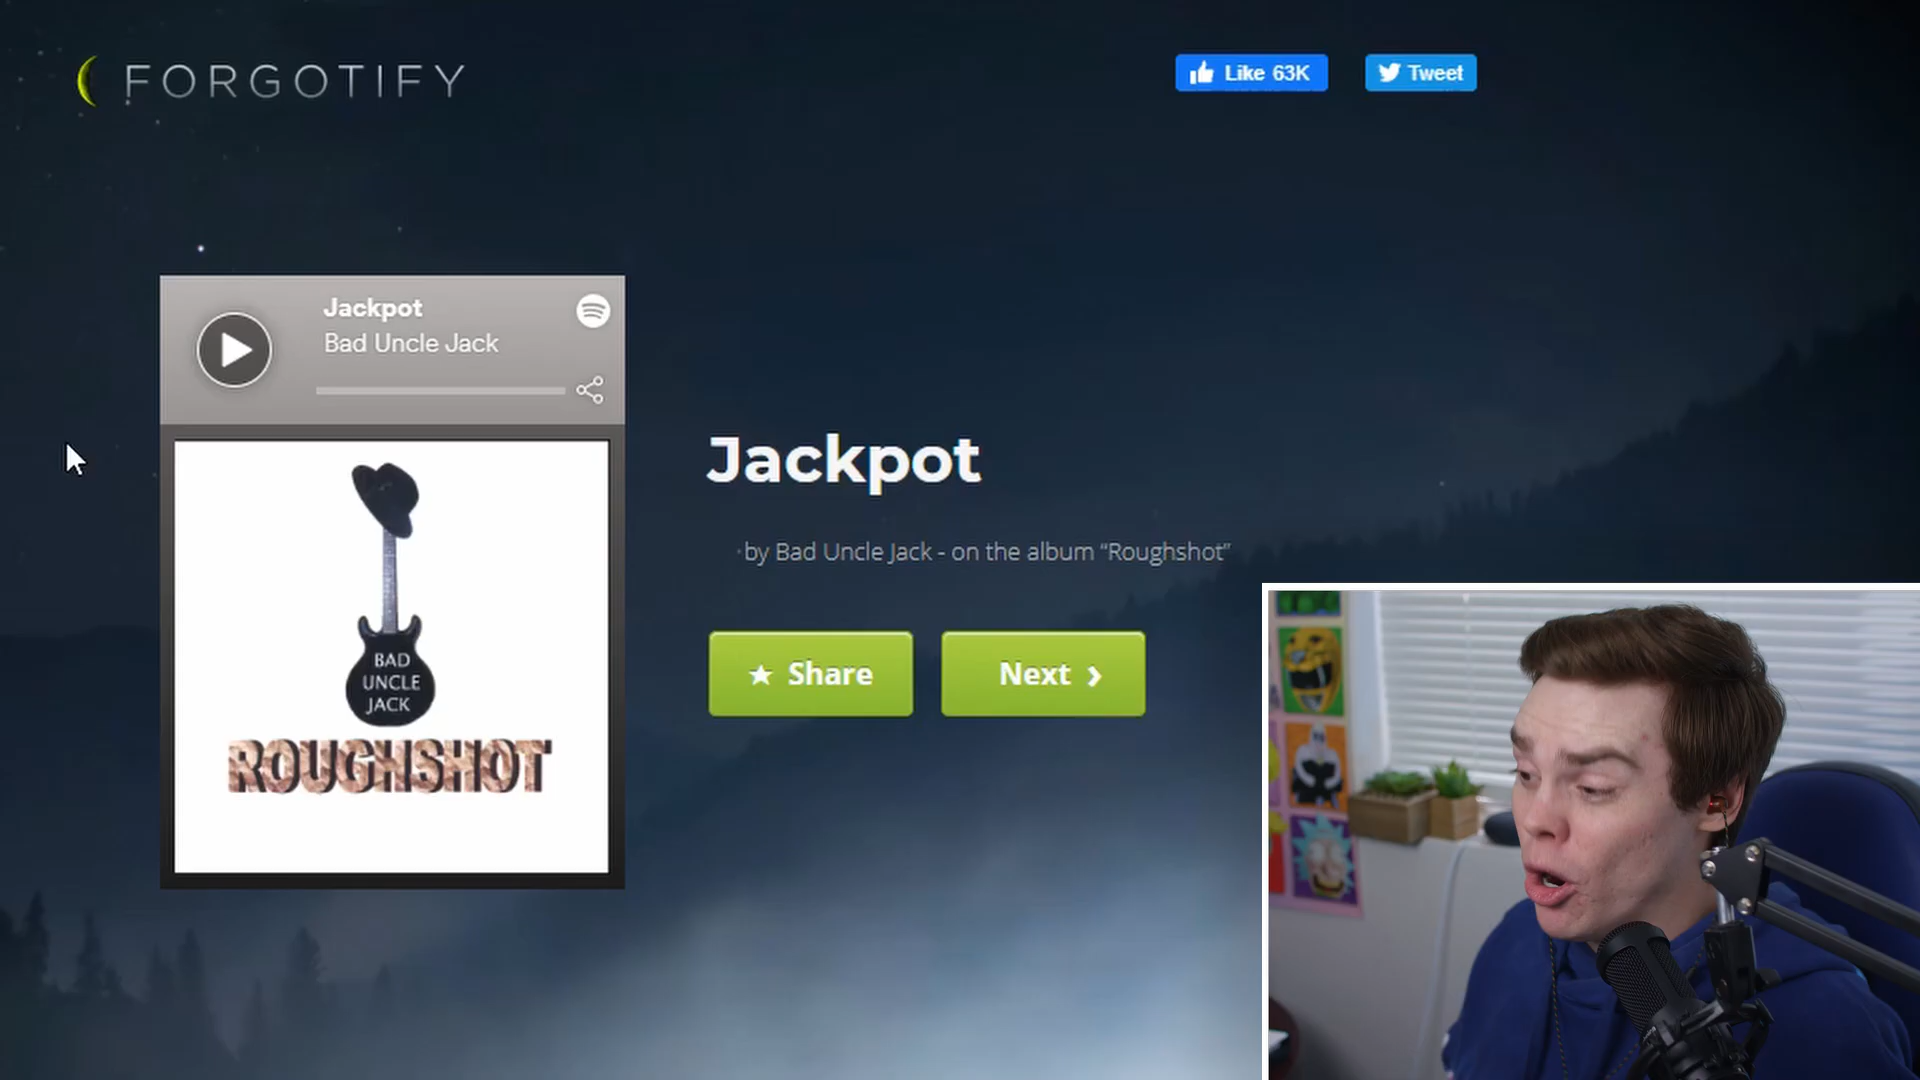 FORGOTIFY
Like 63K
Tweet
Jackpot
Bad Uncle Jack
BAD
UNCLE
JACK
ROUGHSHOT
Jackpot
by Bad Uncle Jack - on the album “Roughshot”
Share
Next